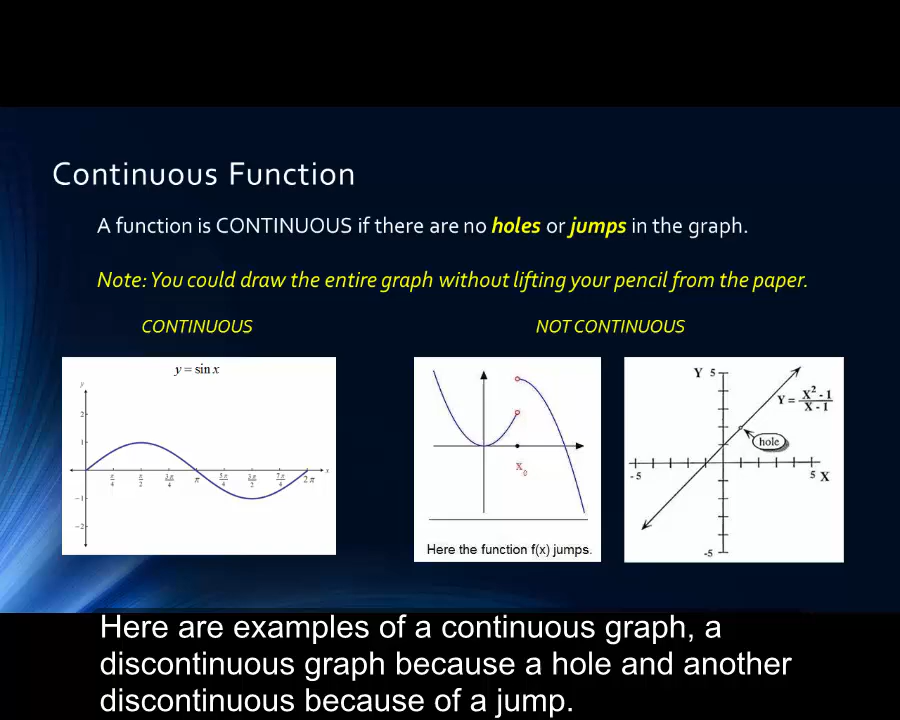 Continuous Function
A function is CONTINUOUS if there are no holes or jumps in the graph.
Note: You could draw the entire graph without lifting your pencil from the paper.
CONTINUOUS
NOT CONTINUOUS
y = sin x
y
2
1
-1
-2
π/4
π/2
3π/4
π
5π/4
3π/2
7π/4
2π
x
x₀
Here the function f(x) jumps.
Y 5
Y = X² - 1 / X - 1
hole
-5
5 X
-5
Here are examples of a continuous graph, a
discontinuous graph because a hole and another
discontinuous because of a jump.